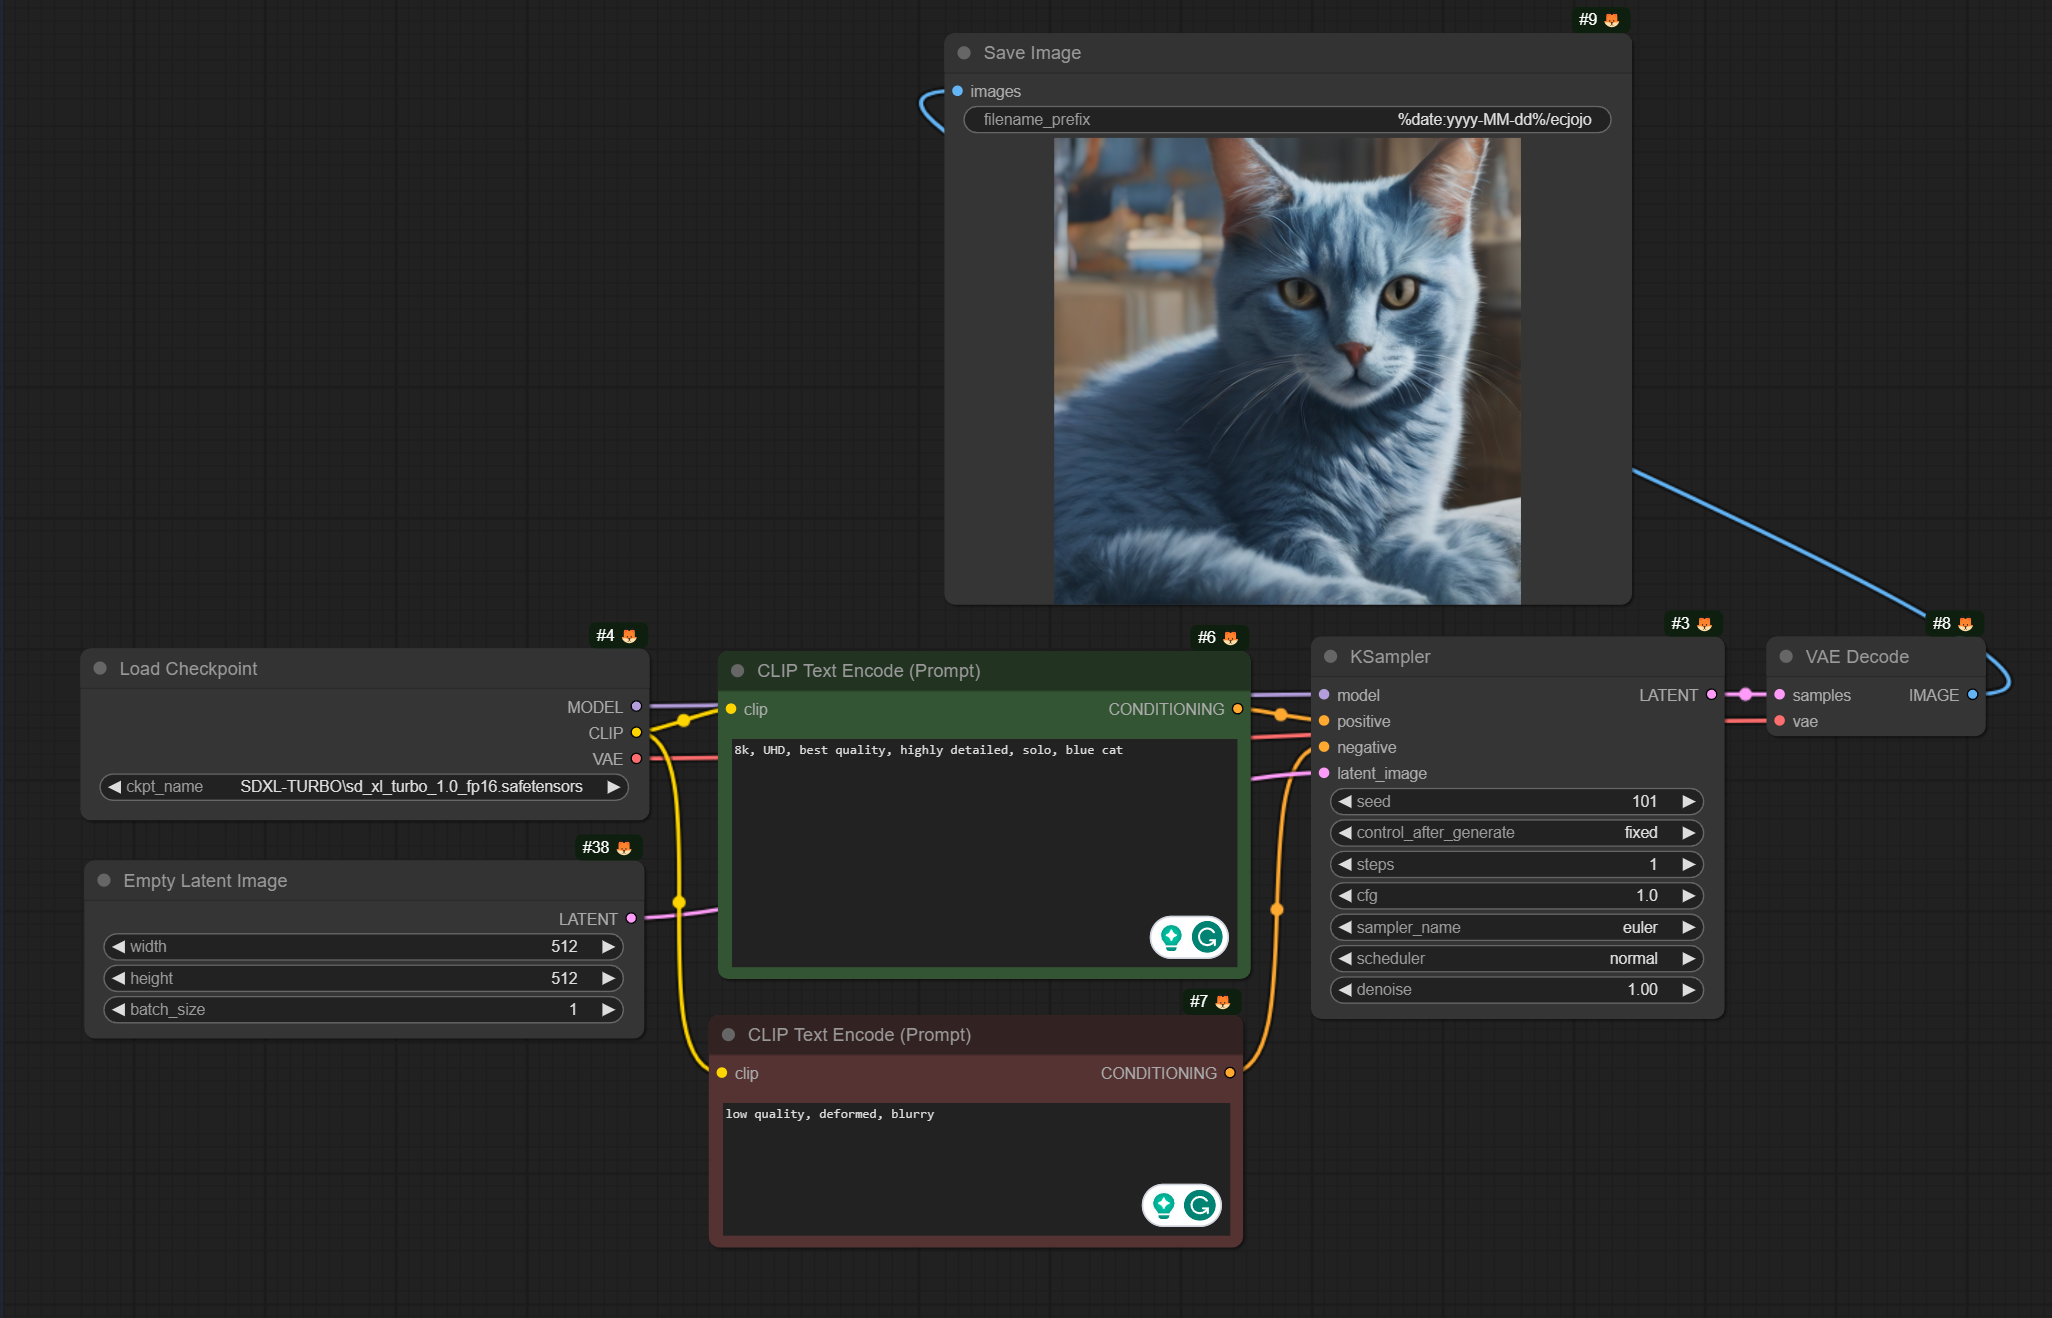 #9
Save Image
images
filename_prefix %date:yyyy-MM-dd%/ecjojo
#4
Load Checkpoint
MODEL
CLIP
VAE
ckpt_name SDXL-TURBO\sd_xl_turbo_1.0_fp16.safetensors
#38
Empty Latent Image
LATENT
width 512
height 512
batch_size 1
#6
CLIP Text Encode (Prompt)
clip CONDITIONING
8k, UHD, best quality, highly detailed, solo, blue cat
#7
CLIP Text Encode (Prompt)
clip CONDITIONING
low quality, deformed, blurry
#3
KSampler
model LATENT
positive
negative
latent_image
seed 101
control_after_generate fixed
steps 1
cfg 1.0
sampler_name euler
scheduler normal
denoise 1.00
#8
VAE Decode
samples IMAGE
vae